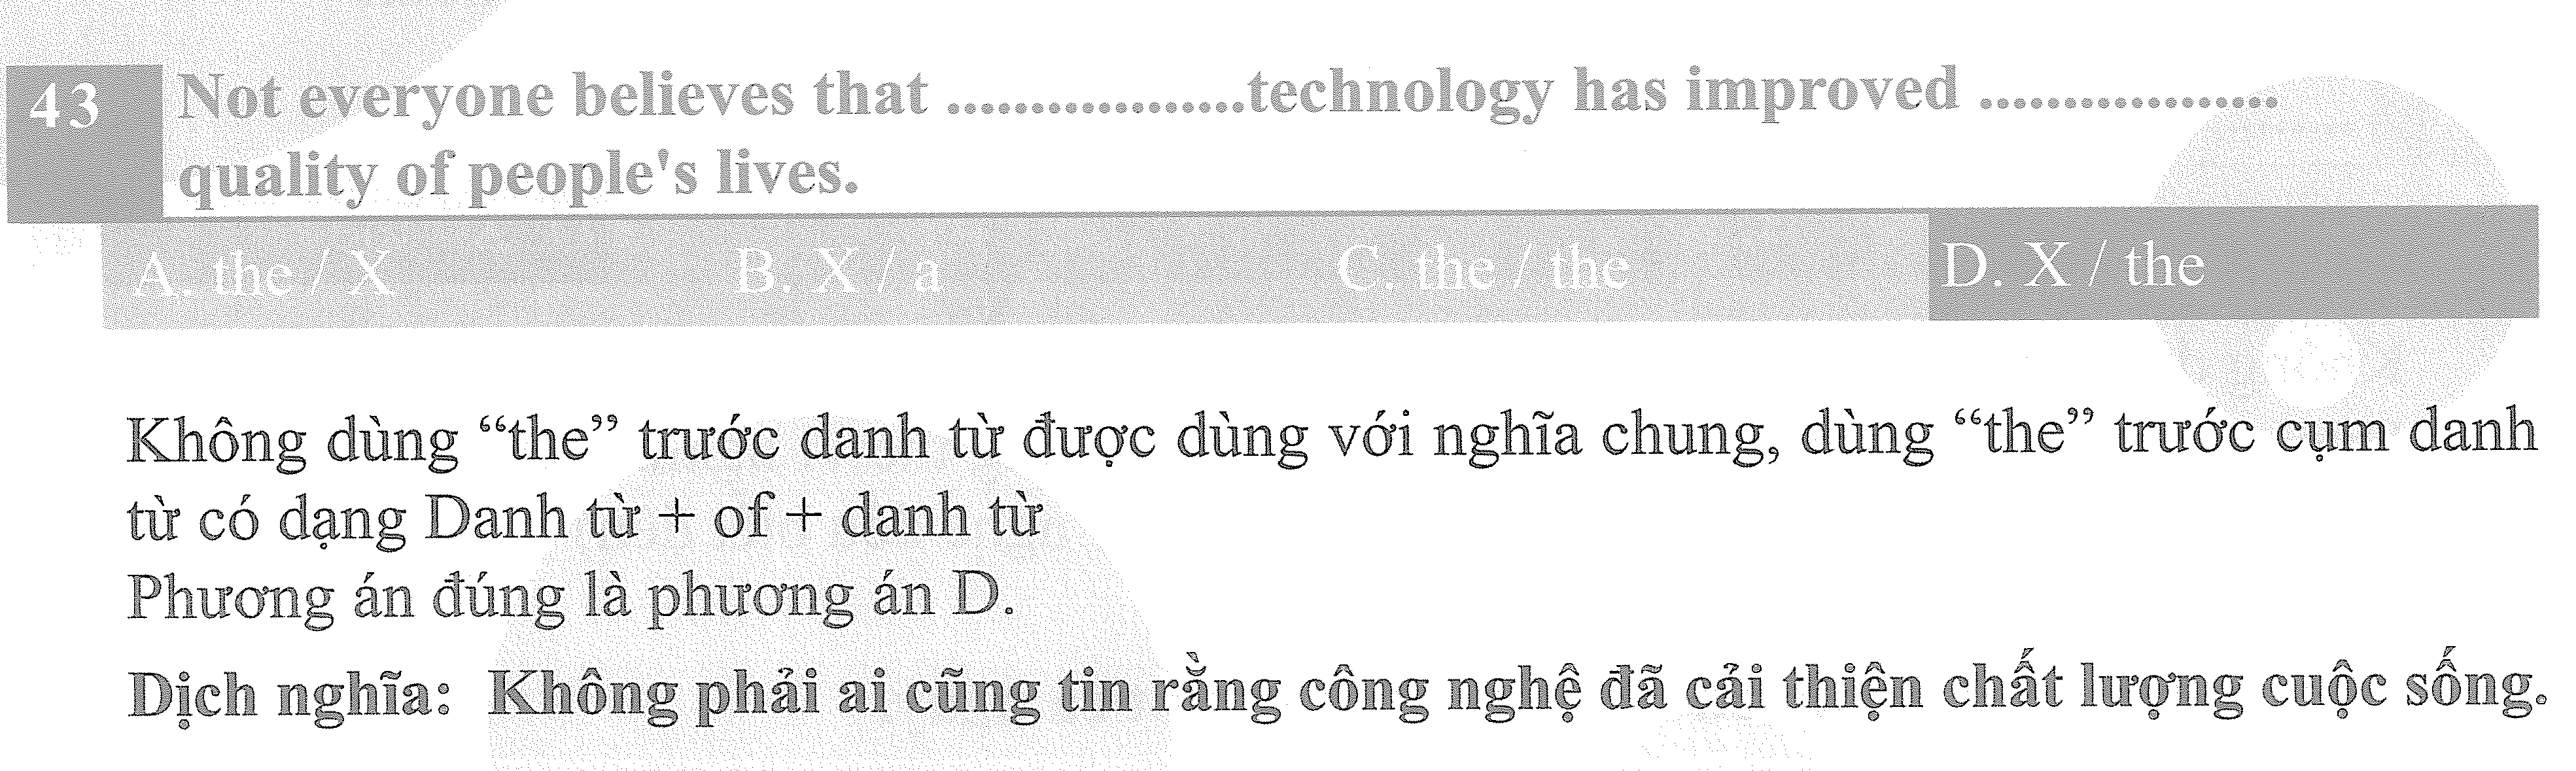 43 Not everyone believes that ..................technology has improved ..................
quality of people's lives.
A. the / X B. X / a C. the / the D. X / the
Không dùng “the” trước danh từ được dùng với nghĩa chung, dùng “the” trước cụm danh
từ có dạng Danh từ + of + danh từ
Phương án đúng là phương án D.
Dịch nghĩa: Không phải ai cũng tin rằng công nghệ đã cải thiện chất lượng cuộc sống.